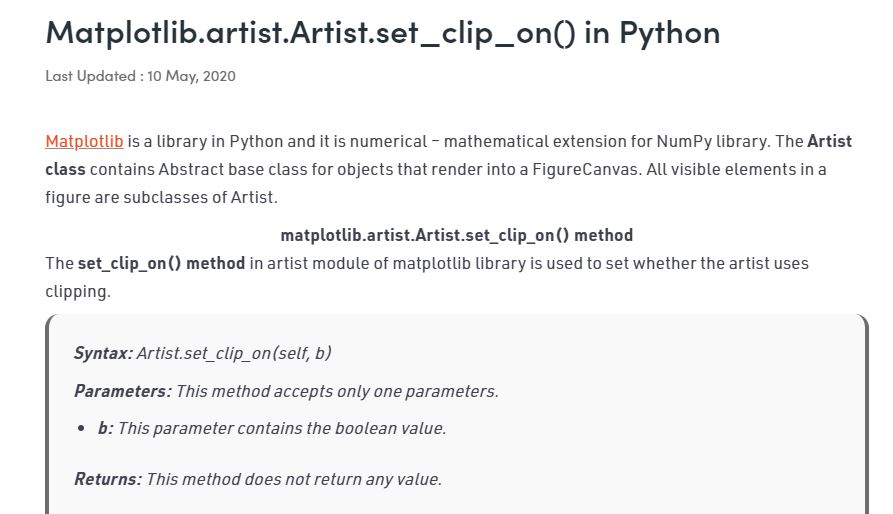 Matplotlib.artist.Artist.set_clip_on() in Python
Last Updated : 10 May, 2020
Matplotlib is a library in Python and it is numerical – mathematical extension for NumPy library. The Artist
class contains Abstract base class for objects that render into a FigureCanvas. All visible elements in a
figure are subclasses of Artist.
matplotlib.artist.Artist.set_clip_on() method
The set_clip_on() method in artist module of matplotlib library is used to set whether the artist uses
clipping.
Syntax: Artist.set_clip_on(self, b)
Parameters: This method accepts only one parameters.
• b: This parameter contains the boolean value.
Returns: This method does not return any value.